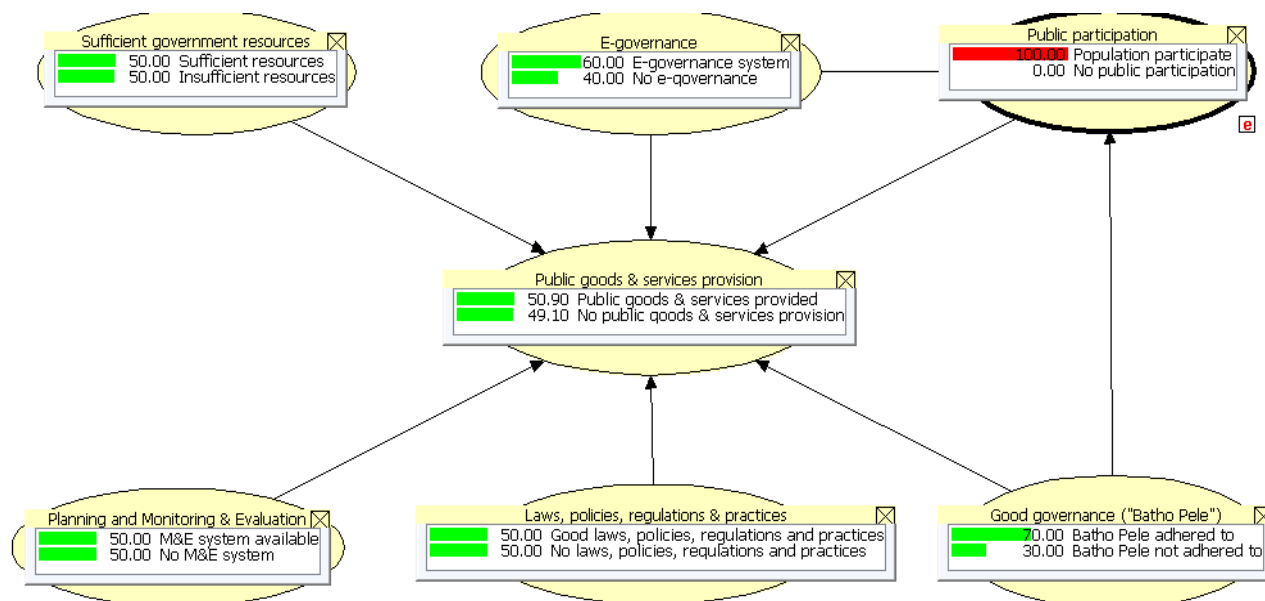 Sufficient government resources
50.00 Sufficient resources
50.00 Insufficient resources
E-governance
60.00 E-governance system
40.00 No e-governance
Public participation
100.00 Population participate
0.00 No public participation
e
Public goods & services provision
50.90 Public goods & services provided
49.10 No public goods & services provision
Planning and Monitoring & Evaluation
50.00 M&E system available
50.00 No M&E system
Laws, policies, regulations & practices
50.00 Good laws, policies, regulations and practices
50.00 No laws, policies, regulations and practices
Good governance ("Batho Pele")
70.00 Batho Pele adhered to
30.00 Batho Pele not adhered to